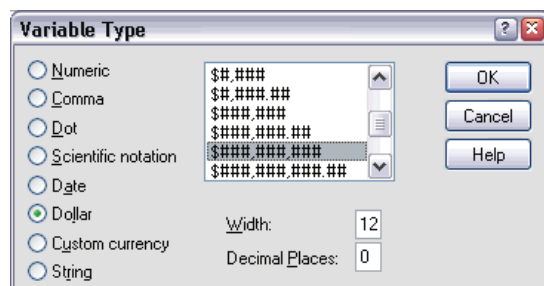 Variable Type
Numeric
Comma
Dot
Scientific notation
Date
Dollar
Custom currency
String
$#,###
$#,###.##
$###,###
$###,###.##
$###,###,###
$###,###,###.##
Width: 12
Decimal Places: 0
OK
Cancel
Help